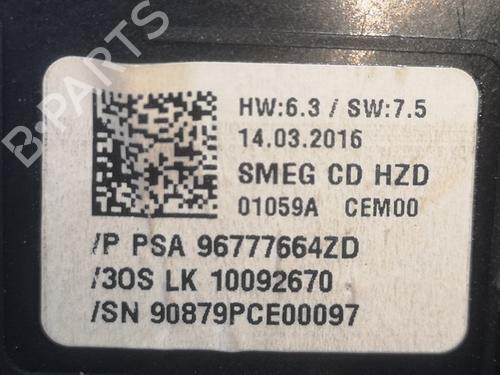 HW:6.3 / SW:7.5
14.03.2016
SMEG CD HZD
01059A CEM00
/P PSA 96777664ZD
/3OS LK 10092670
/SN 90879PCE00097
B-PARTS